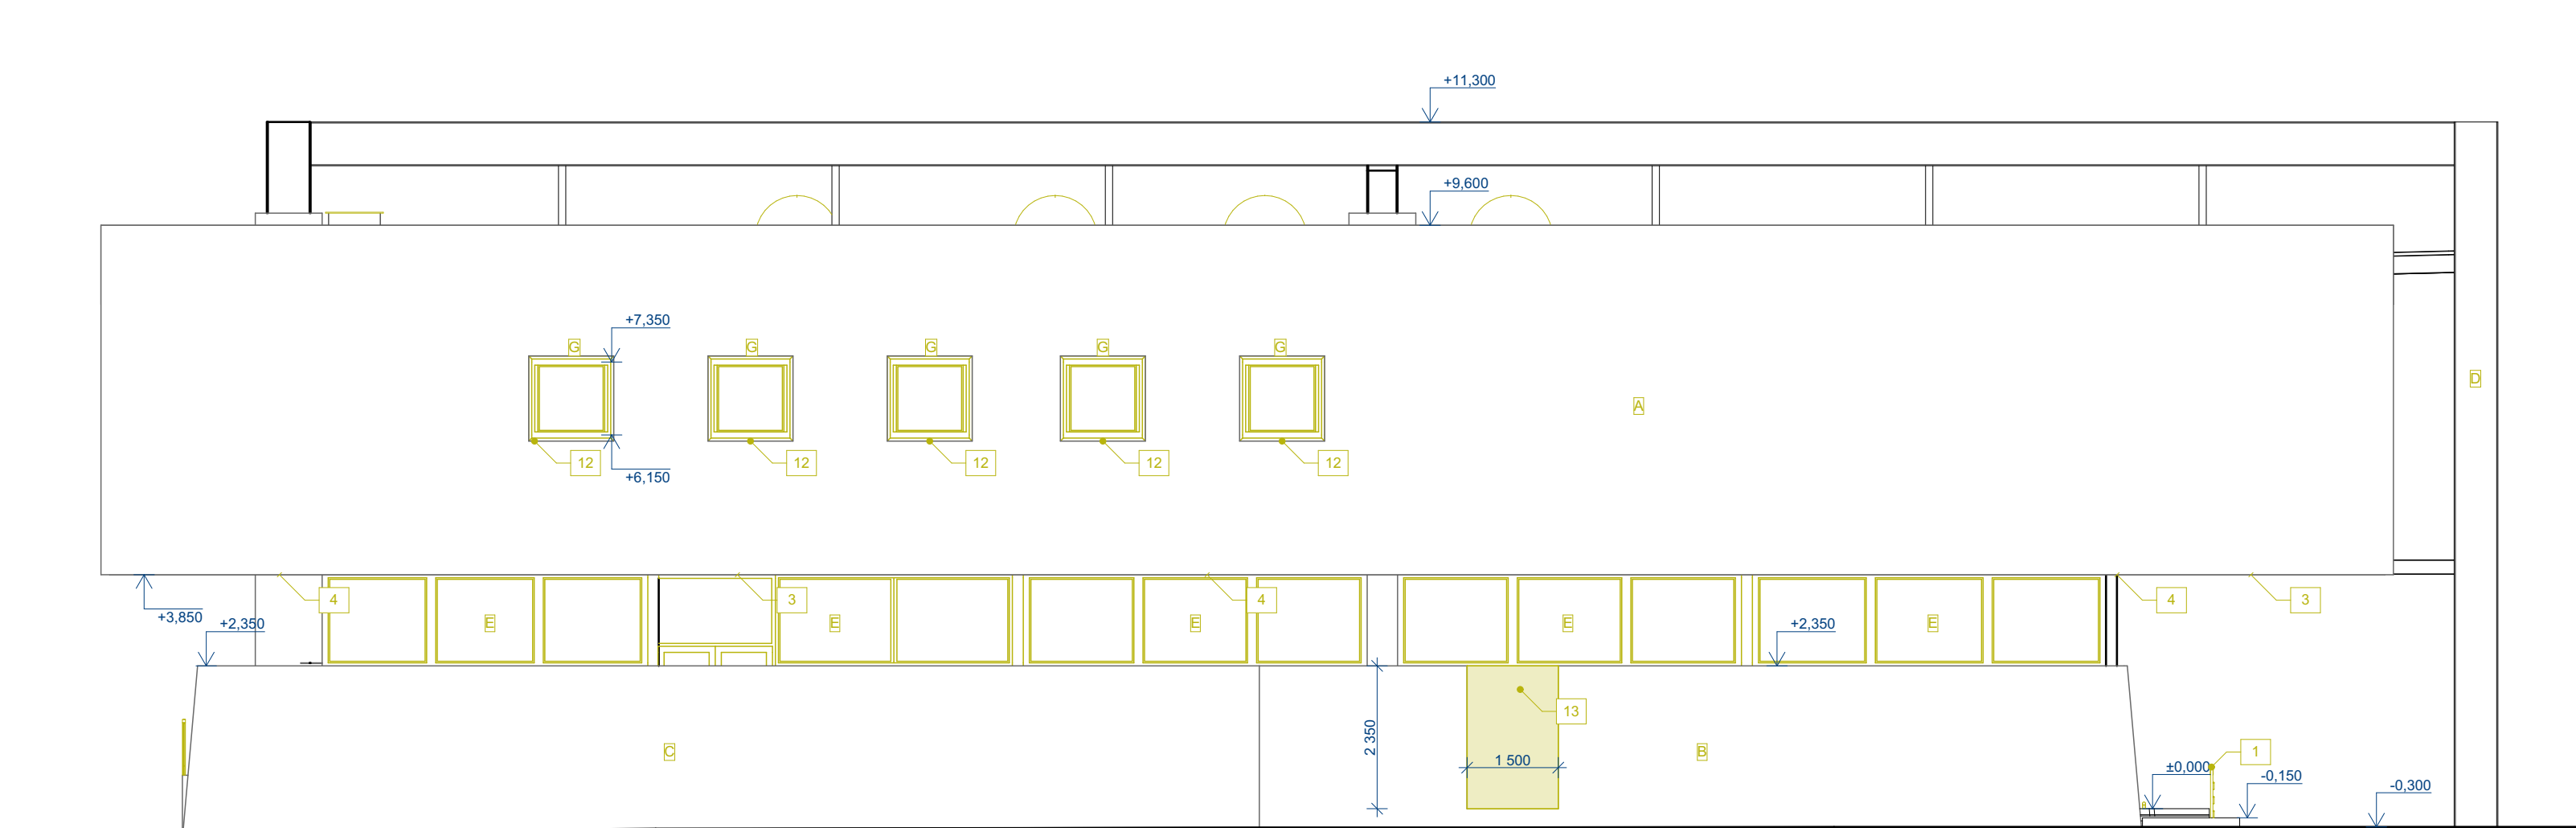 +11,300
+9,600
+7,350
G G G G G
D
A
12 12 12 12 12
+6,150
4 3 4 4 3
+3,850
+2,350
E E E E E
+2,350
13
2 350
C
B
1
1 500
±0,000
-0,150
-0,300